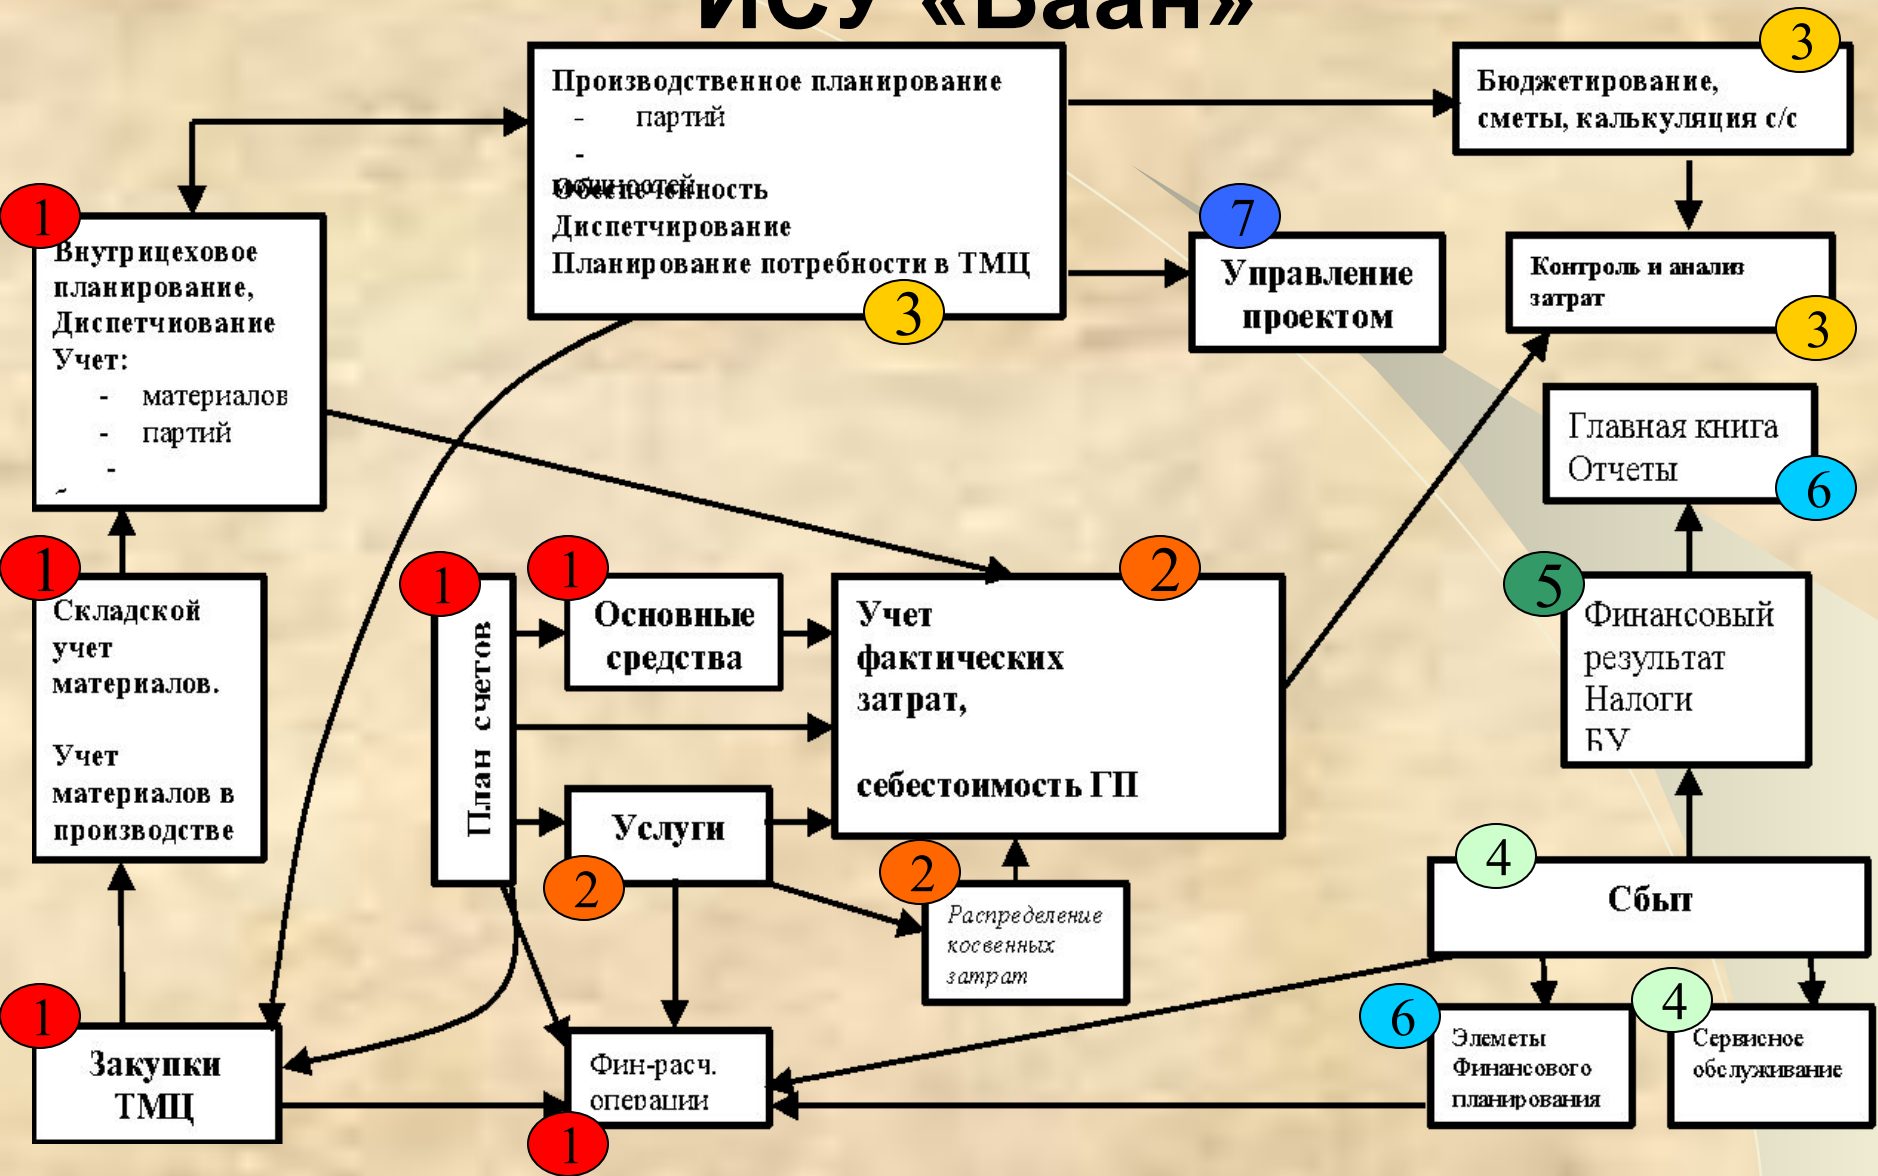 ИСУ «Баан»
3
Производственное планирование
- партий
-
мощностей
Обеспеченность
Диспетчирование
Планирование потребности в ТМЦ
3
Бюджетирование,
сметы, калькуляция с/с
1
Внутрицеховое
планирование,
Диспетчиование
Учет:
- материалов
- партий
-
7
Управление
проектом
Контроль и анализ
затрат
3
Главная книга
Отчеты
6
1
Складской
учет
материалов.
Учет
материалов в
производстве
1
План счетов
1
Основные
средства
2
Учет
фактических
затрат,
себестоимость ГП
5
Финансовый
результат
Налоги
БУ
Услуги
2
2
Распределение
косвенных
затрат
4
Сбыт
1
Закупки
ТМЦ
Фин-расч.
операции
1
6
Элеметы
Финансового
планирования
4
Сервисное
обслуживание